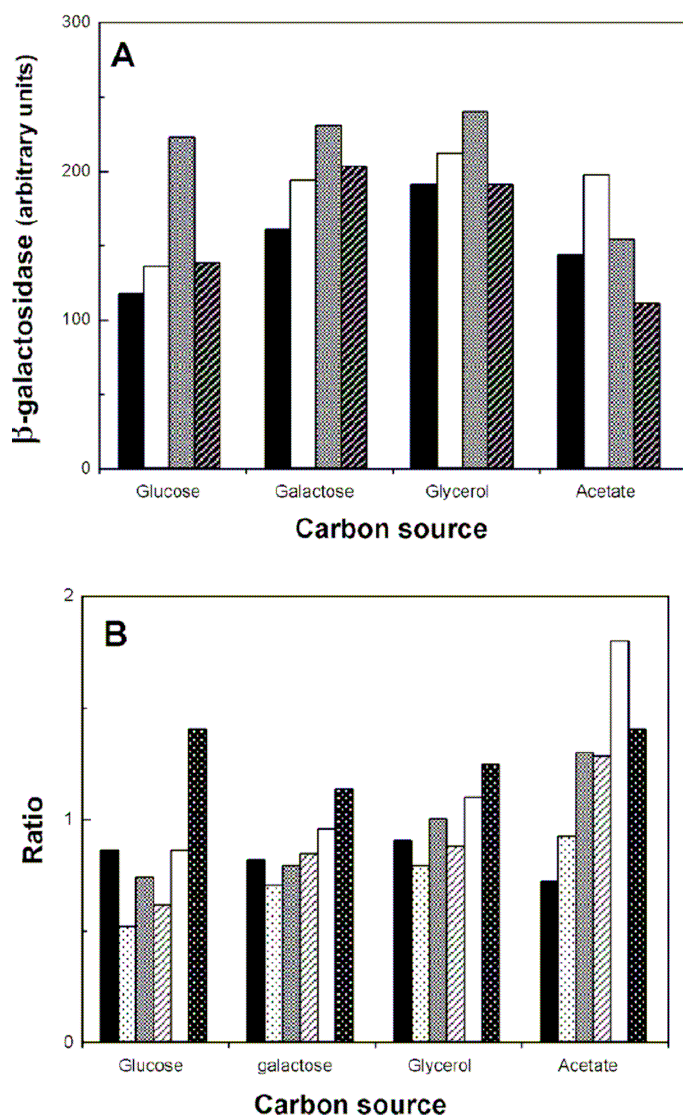 300
A
200
100
0
β-galactosidase (arbitrary units)
Glucose Galactose Glycerol Acetate
Carbon source
2
B
1
0
Ratio
Glucose galactose Glycerol Acetate
Carbon source